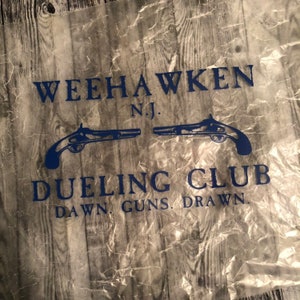 WEEHAWKEN
N.J.
DUELING CLUB
DAWN. GUNS. DRAWN.